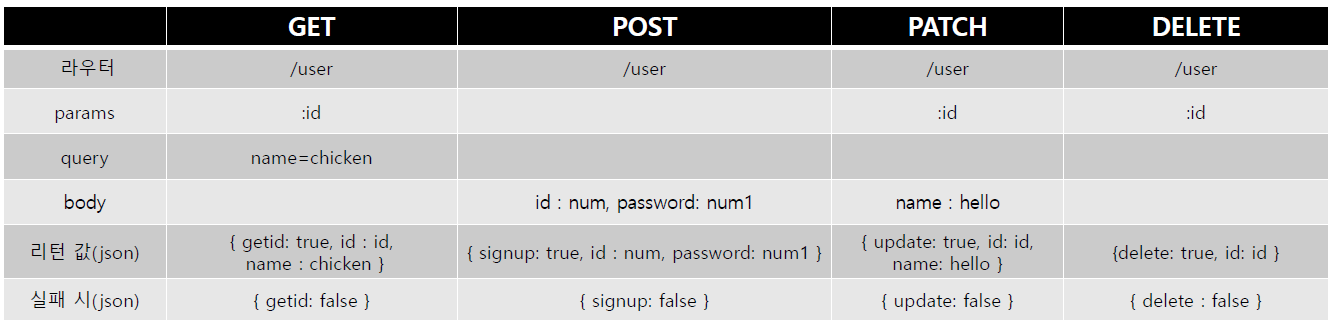 GET POST PATCH DELETE
라우터 /user /user /user /user
params :id :id :id
query name=chicken
body id : num, password: num1 name : hello
리턴 값(json) { getid: true, id : id, name : chicken } { signup: true, id : num, password: num1 } { update: true, id: id, name: hello } {delete: true, id: id }
실패 시(json) { getid: false } { signup: false } { update: false } { delete : false }